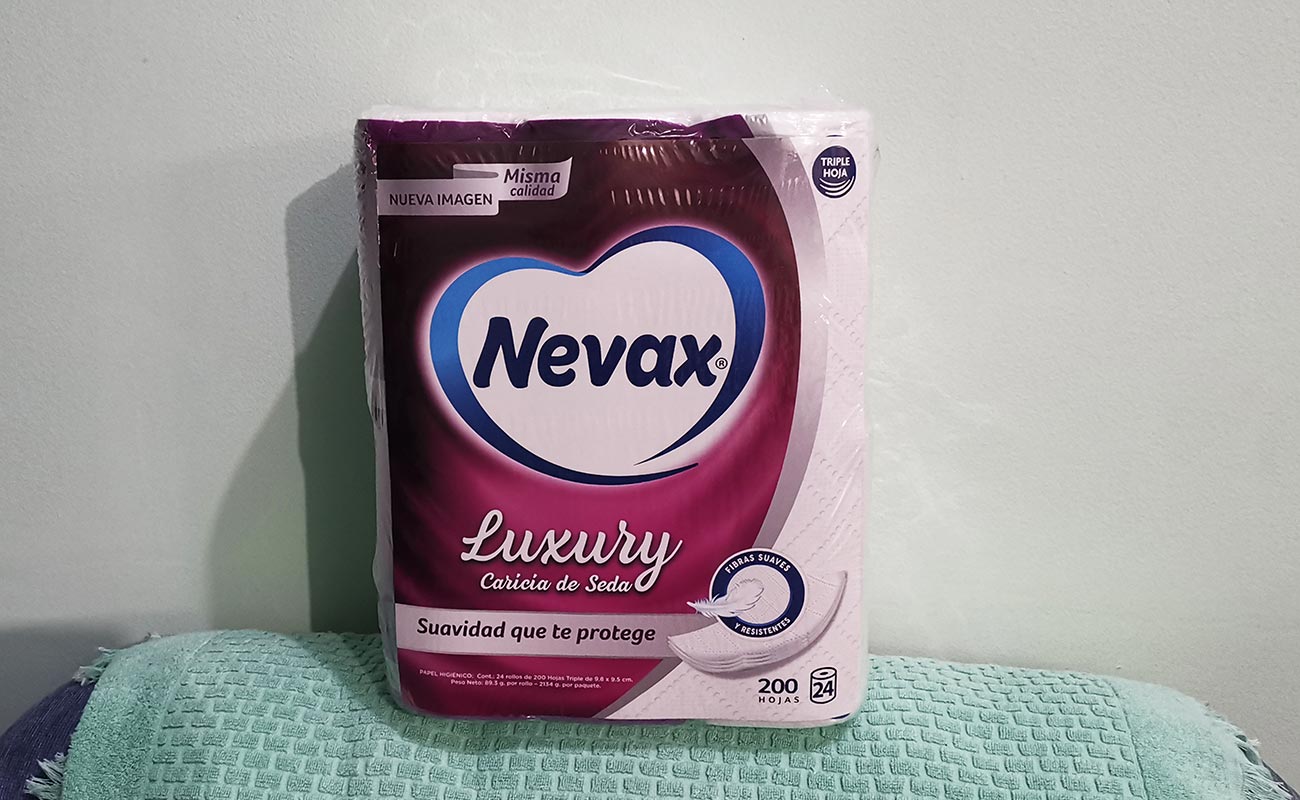 NUEVA IMAGEN
Misma
calidad
TRIPLE
HOJA
Nevax®
Luxury
Caricia de Seda
Suavidad que te protege
FIBRAS SUAVES
Y RESISTENTES
PAPEL HIGIÉNICO: Cont.: 24 rollos de 200 Hojas Triple de 9.8 x 9.5 cm.
Peso Neto: 89.3 g. por rollo – 2134 g. por paquete.
200
HOJAS
24